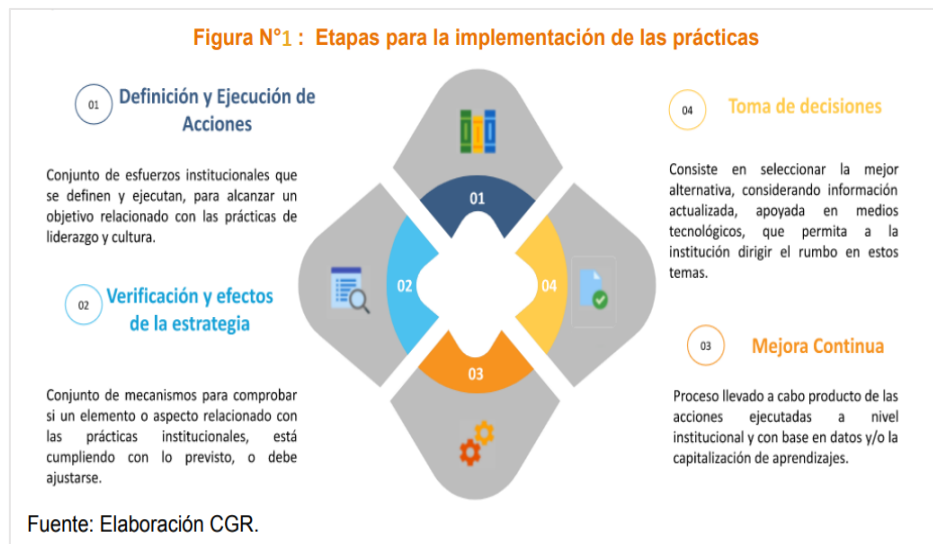 Figura N°1 : Etapas para la implementación de las prácticas
01
Definición y Ejecución de
Acciones
Conjunto de esfuerzos institucionales que
se definen y ejecutan, para alcanzar un
objetivo relacionado con las prácticas de
liderazgo y cultura.
02
Verificación y efectos
de la estrategia
Conjunto de mecanismos para comprobar
si un elemento o aspecto relacionado con
las prácticas institucionales, está
cumpliendo con lo previsto, o debe
ajustarse.
01
02
04
03
04
Toma de decisiones
Consiste en seleccionar la mejor
alternativa, considerando información
actualizada, apoyada en medios
tecnológicos, que permita a la
institución dirigir el rumbo en estos
temas.
03
Mejora Continua
Proceso llevado a cabo producto de las
acciones ejecutadas a nivel
institucional y con base en datos y/o la
capitalización de aprendizajes.
Fuente: Elaboración CGR.